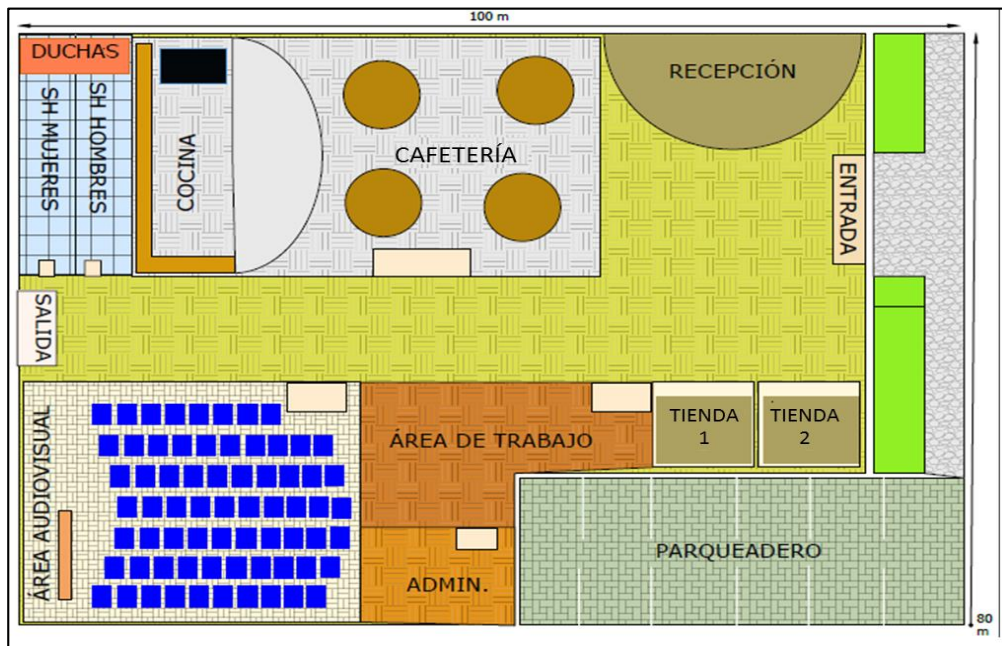 100 m
DUCHAS
SH MUJERES
SH HOMBRES
COCINA
CAFETERÍA
RECEPCIÓN
ENTRADA
SALIDA
ÁREA AUDIOVISUAL
ÁREA DE TRABAJO
TIENDA
1
TIENDA
2
ADMIN.
PARQUEADERO
80
m